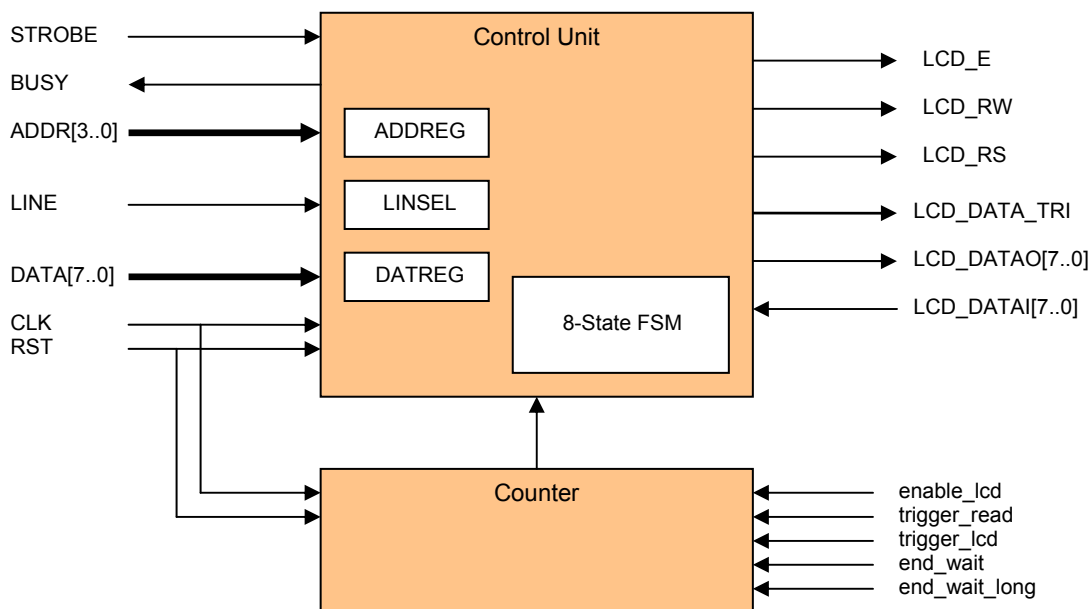 STROBE
BUSY
ADDR[3..0]
LINE
DATA[7..0]
CLK
RST
Control Unit
ADDREG
LINSEL
DATREG
8-State FSM
LCD_E
LCD_RW
LCD_RS
LCD_DATA_TRI
LCD_DATAO[7..0]
LCD_DATAI[7..0]
Counter
enable_lcd
trigger_read
trigger_lcd
end_wait
end_wait_long